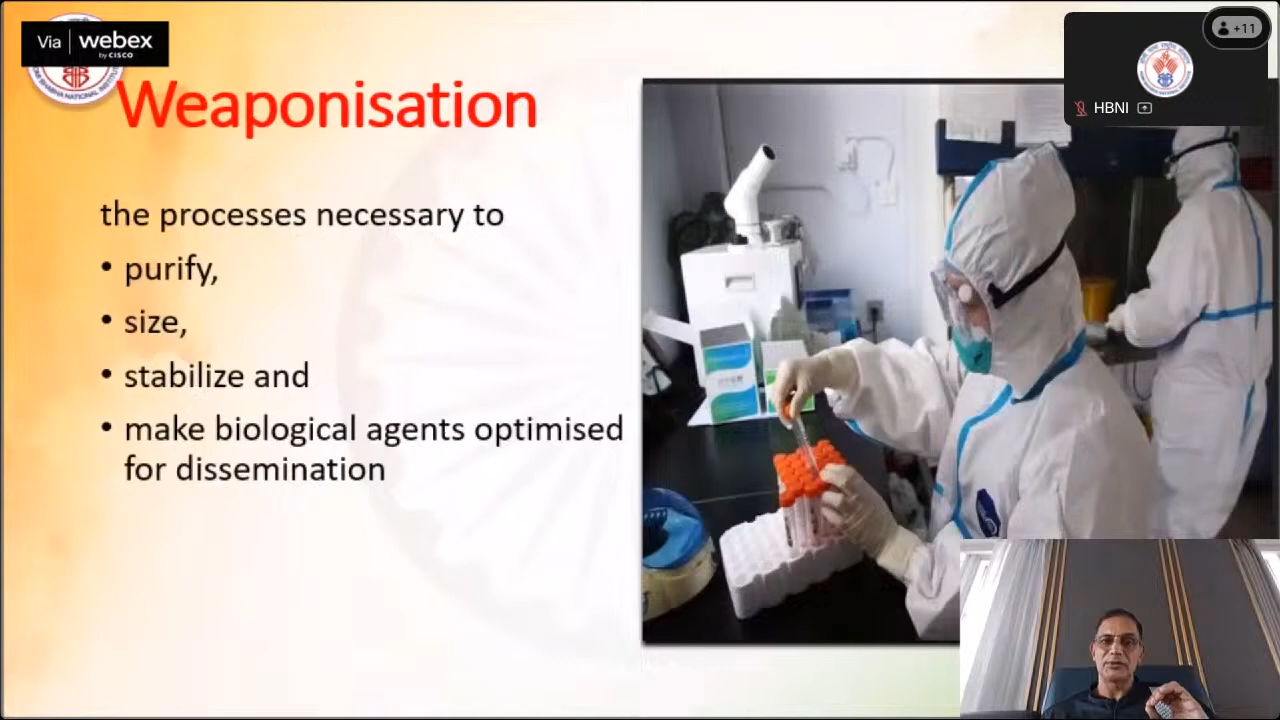 Via webex
by CISCO
+11
HBNI
Weaponisation
the processes necessary to
• purify,
• size,
• stabilize and
• make biological agents optimised
for dissemination